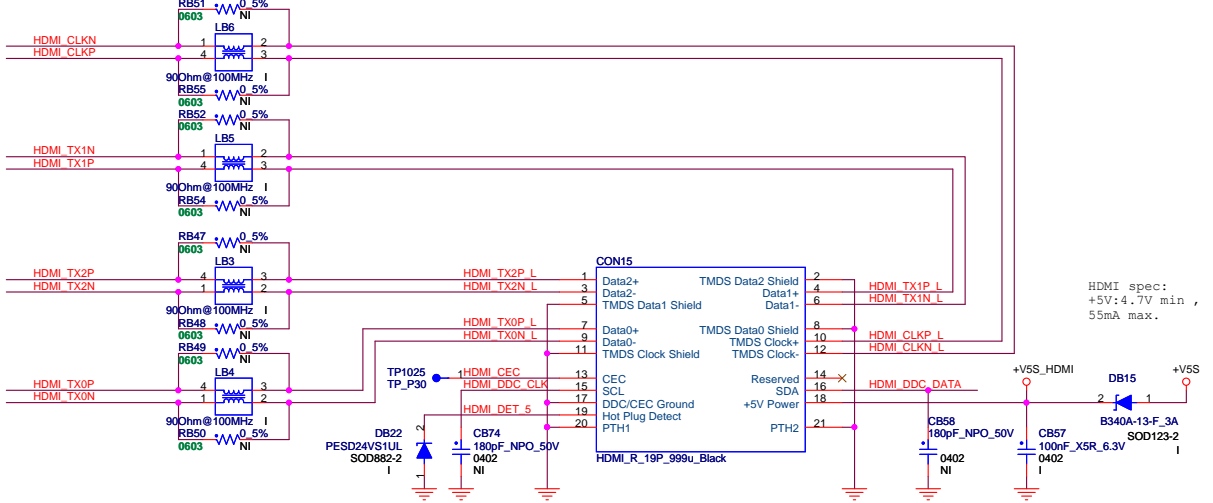 RB51 0_5%
0603 NI
LB6
HDMI_CLKN 1 2
HDMI_CLKP 4 3
90Ohm@100MHz I
RB55 0_5%
0603 NI
RB52 0_5%
0603 NI
LB5
HDMI_TX1N 1 2
HDMI_TX1P 4 3
90Ohm@100MHz I
RB54 0_5%
0603 NI
RB47 0_5%
0603 NI
LB3
HDMI_TX2P 4 3
HDMI_TX2N 1 2
90Ohm@100MHz I
RB48 0_5%
0603 NI
RB49 0_5%
0603 NI
LB4
HDMI_TX0P 4 3
HDMI_TX0N 1 2
90Ohm@100MHz I
RB50 0_5%
0603 NI
CON15
HDMI_TX2P_L 1 Data2+ TMDS Data2 Shield 2
HDMI_TX2N_L 3 Data2- Data1+ 4 HDMI_TX1P_L
5 TMDS Data1 Shield Data1- 6 HDMI_TX1N_L
HDMI_TX0P_L 7 Data0+ TMDS Data0 Shield 8
HDMI_TX0N_L 9 Data0- TMDS Clock+ 10 HDMI_CLKP_L
11 TMDS Clock Shield TMDS Clock- 12 HDMI_CLKN_L
TP1025
TP_P30
1 HDMI_CEC 13 CEC Reserved 14
HDMI_DDC_CLK 15 SCL SDA 16 HDMI_DDC_DATA
17 DDC/CEC Ground +5V Power 18
HDMI_DET_5 19 Hot Plug Detect
20 PTH1 PTH2 21
HDMI_R_19P_999u_Black
DB22
PESD24VS1UL
SOD882-2
I
2
1
CB74
180pF_NPO_50V
0402
NI
CB58
180pF_NPO_50V
0402
NI
CB57
100nF_X5R_6.3V
0402
I
+V5S_HDMI
DB15
+V5S
2 1
B340A-13-F_3A
SOD123-2
I
HDMI spec:
+5V:4.7V min ,
55mA max.